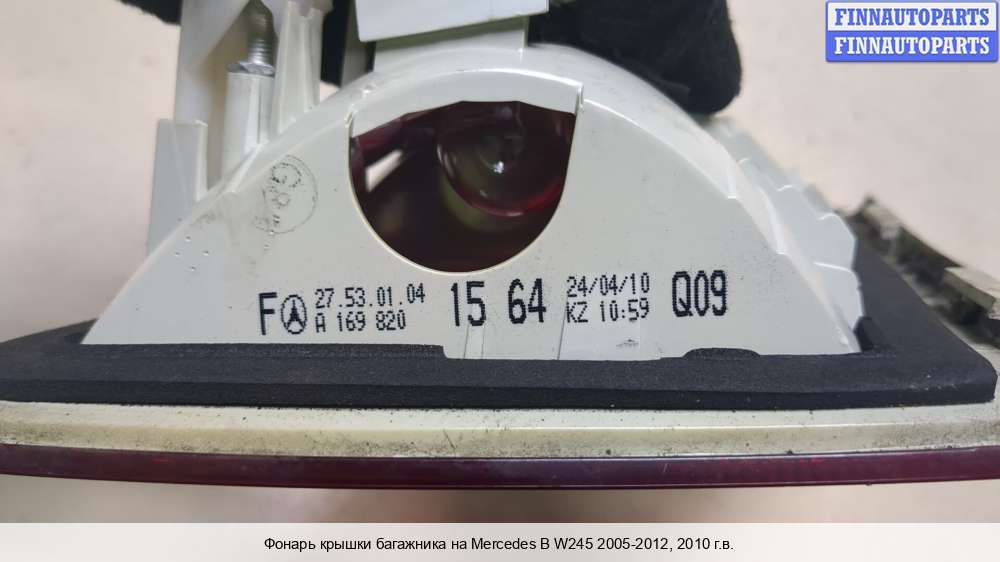 FINNAUTOPARTS
FINNAUTOPARTS
F 27.53.01.04 15 64 24/04/10 Q09
A 169 820 KZ 10:59
Фонарь крышки багажника на Mercedes B W245 2005-2012, 2010 г.в.